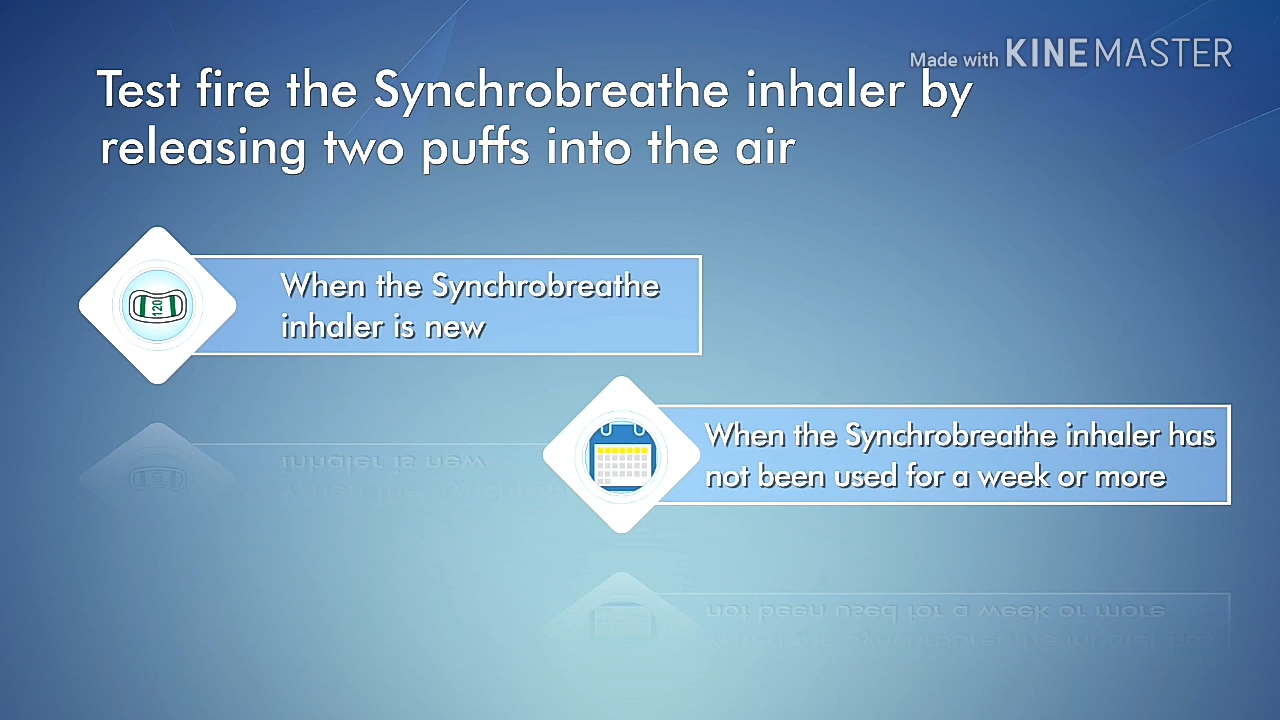 Made with KINEMASTER
Test fire the Synchrobreathe inhaler by
releasing two puffs into the air
120
When the Synchrobreathe
inhaler is new
When the Synchrobreathe inhaler has
not been used for a week or more